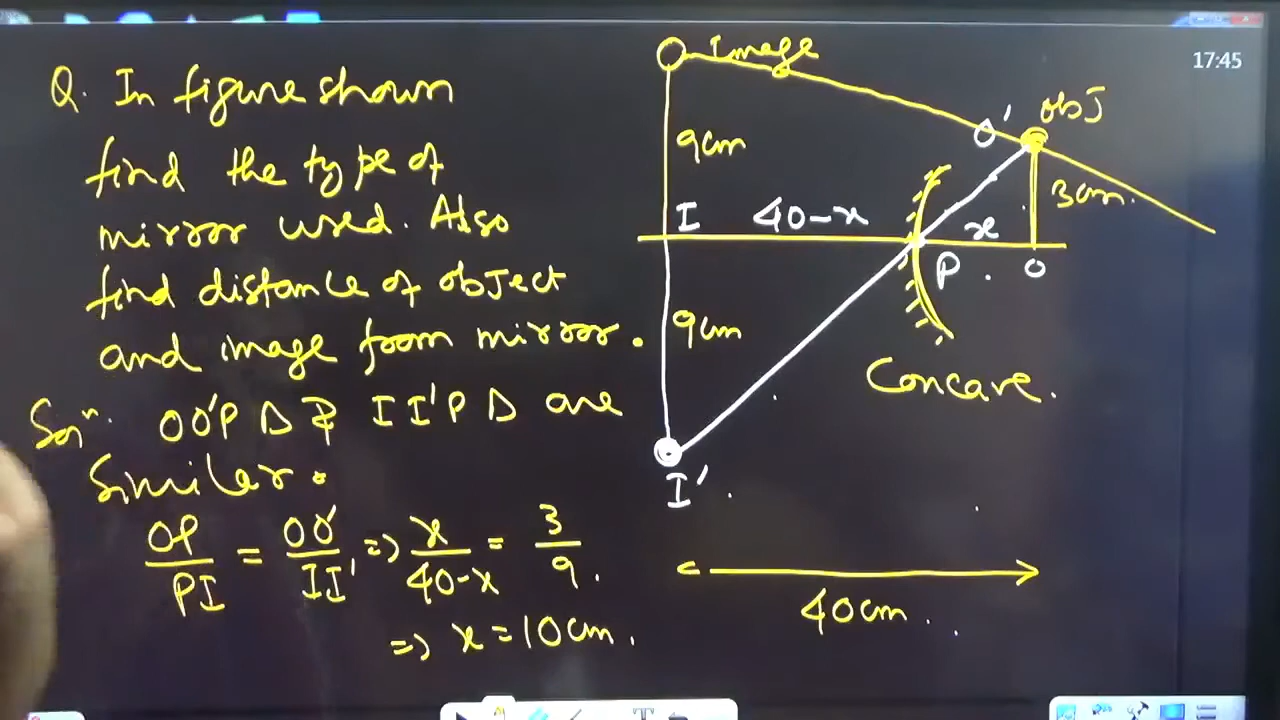 Q. In figure shown
find the type of
mirror used. Also
find distance of object
and image from mirror.
Solⁿ. OO'P Δ & II'P Δ are
Similar.
OP/PI = OO'/II' => x/40-x = 3/9.
=> x = 10cm.
Image
9cm
I
40-x
9cm
I'.
O'
obJ
3cm.
x
P.
O
Concave.
40cm.
17:45